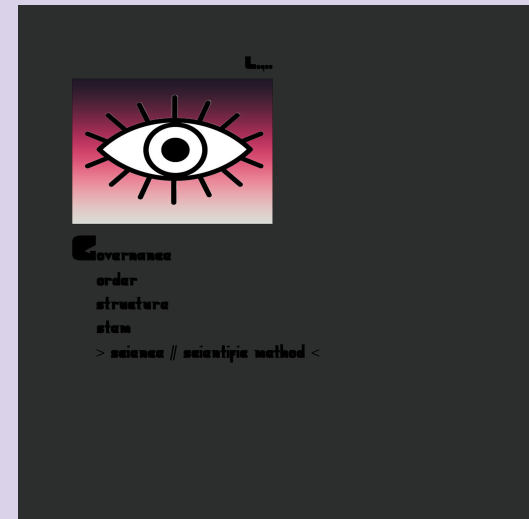 Governance
order
structure
stem
> science // scientific method <